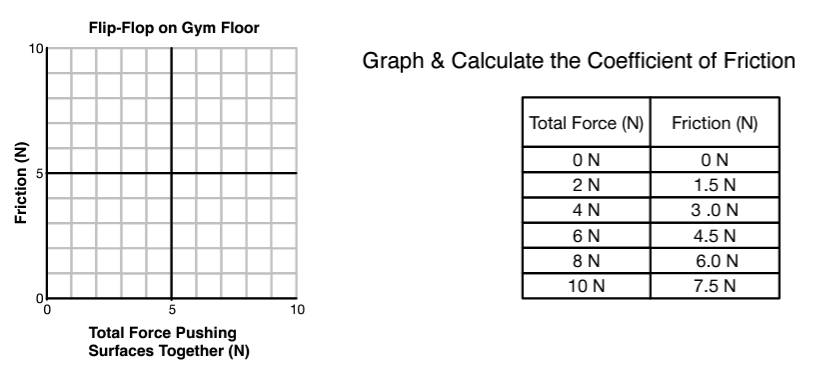 Flip-Flop on Gym Floor
10
5
0
0 5 10
Friction (N)
Total Force Pushing
Surfaces Together (N)
Graph & Calculate the Coefficient of Friction
Total Force (N) Friction (N)
0 N 0 N
2 N 1.5 N
4 N 3 .0 N
6 N 4.5 N
8 N 6.0 N
10 N 7.5 N